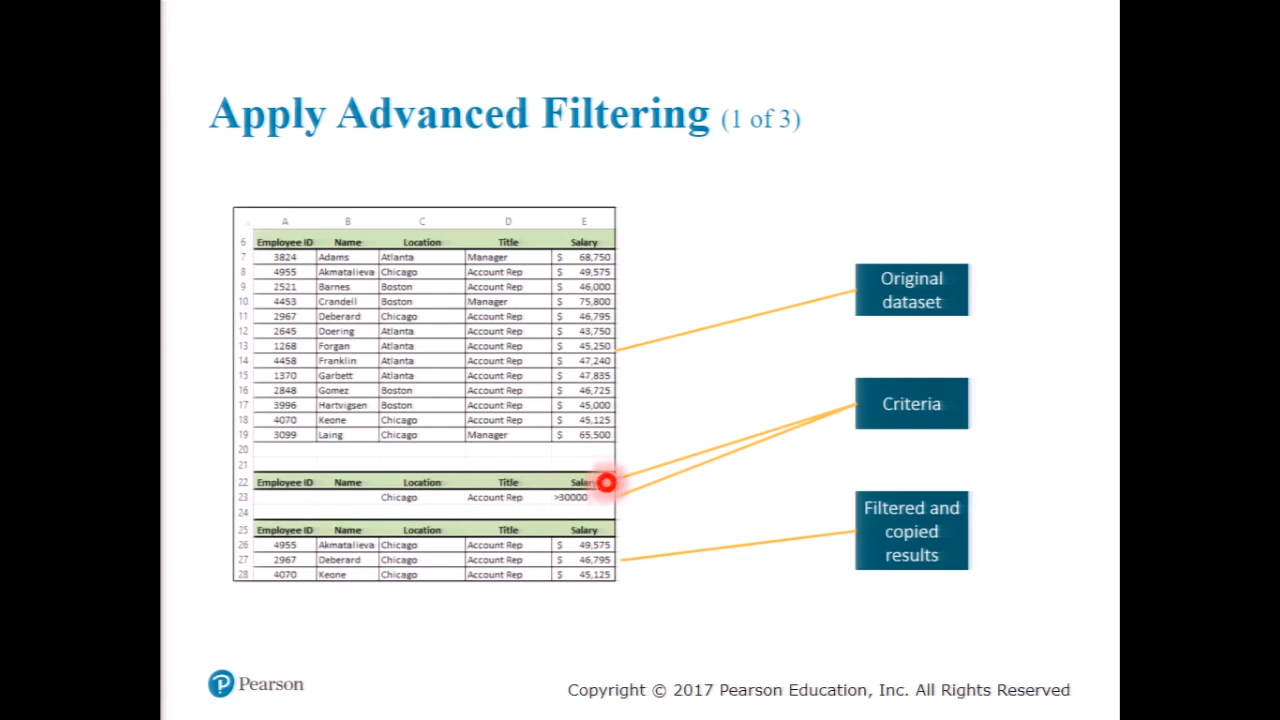 Apply Advanced Filtering (1 of 3)
A B C D E
6 Employee ID Name Location Title Salary
7 3824 Adams Atlanta Manager $ 68,750
8 4955 Akmatalieva Chicago Account Rep $ 49,575
9 2521 Barnes Boston Account Rep $ 46,000
10 4453 Crandell Boston Manager $ 75,800
11 2967 Deberard Chicago Account Rep $ 46,795
12 2645 Doering Atlanta Account Rep $ 43,750
13 1268 Forgan Atlanta Account Rep $ 45,250
14 4458 Franklin Atlanta Account Rep $ 47,240
15 1370 Garbett Atlanta Account Rep $ 47,835
16 2848 Gomez Boston Account Rep $ 46,725
17 3996 Hartvigsen Boston Account Rep $ 45,000
18 4070 Keone Chicago Account Rep $ 45,125
19 3099 Laing Chicago Manager $ 65,500
20
21
22 Employee ID Name Location Title
23 Chicago Account Rep >30000
24
25 Employee ID Name Location Title Salary
26 4955 Akmatalieva Chicago Account Rep $ 49,575
27 2967 Deberard Chicago Account Rep $ 46,795
28 4070 Keone Chicago Account Rep $ 45,125
Original
dataset
Criteria
Filtered and
copied
results
Pearson
Copyright © 2017 Pearson Education, Inc. All Rights Reserved